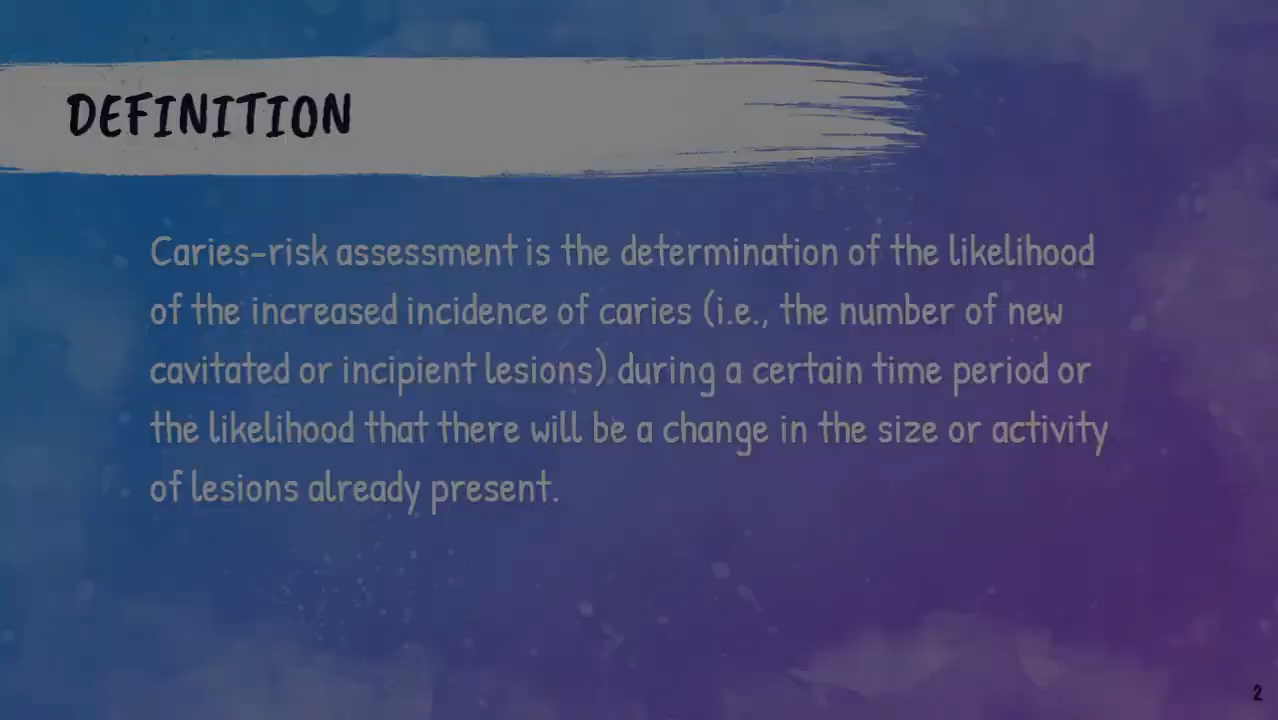 DEFINITION
Caries-risk assessment is the determination of the likelihood
of the increased incidence of caries (i.e., the number of new
cavitated or incipient lesions) during a certain time period or
the likelihood that there will be a change in the size or activity
of lesions already present.
2